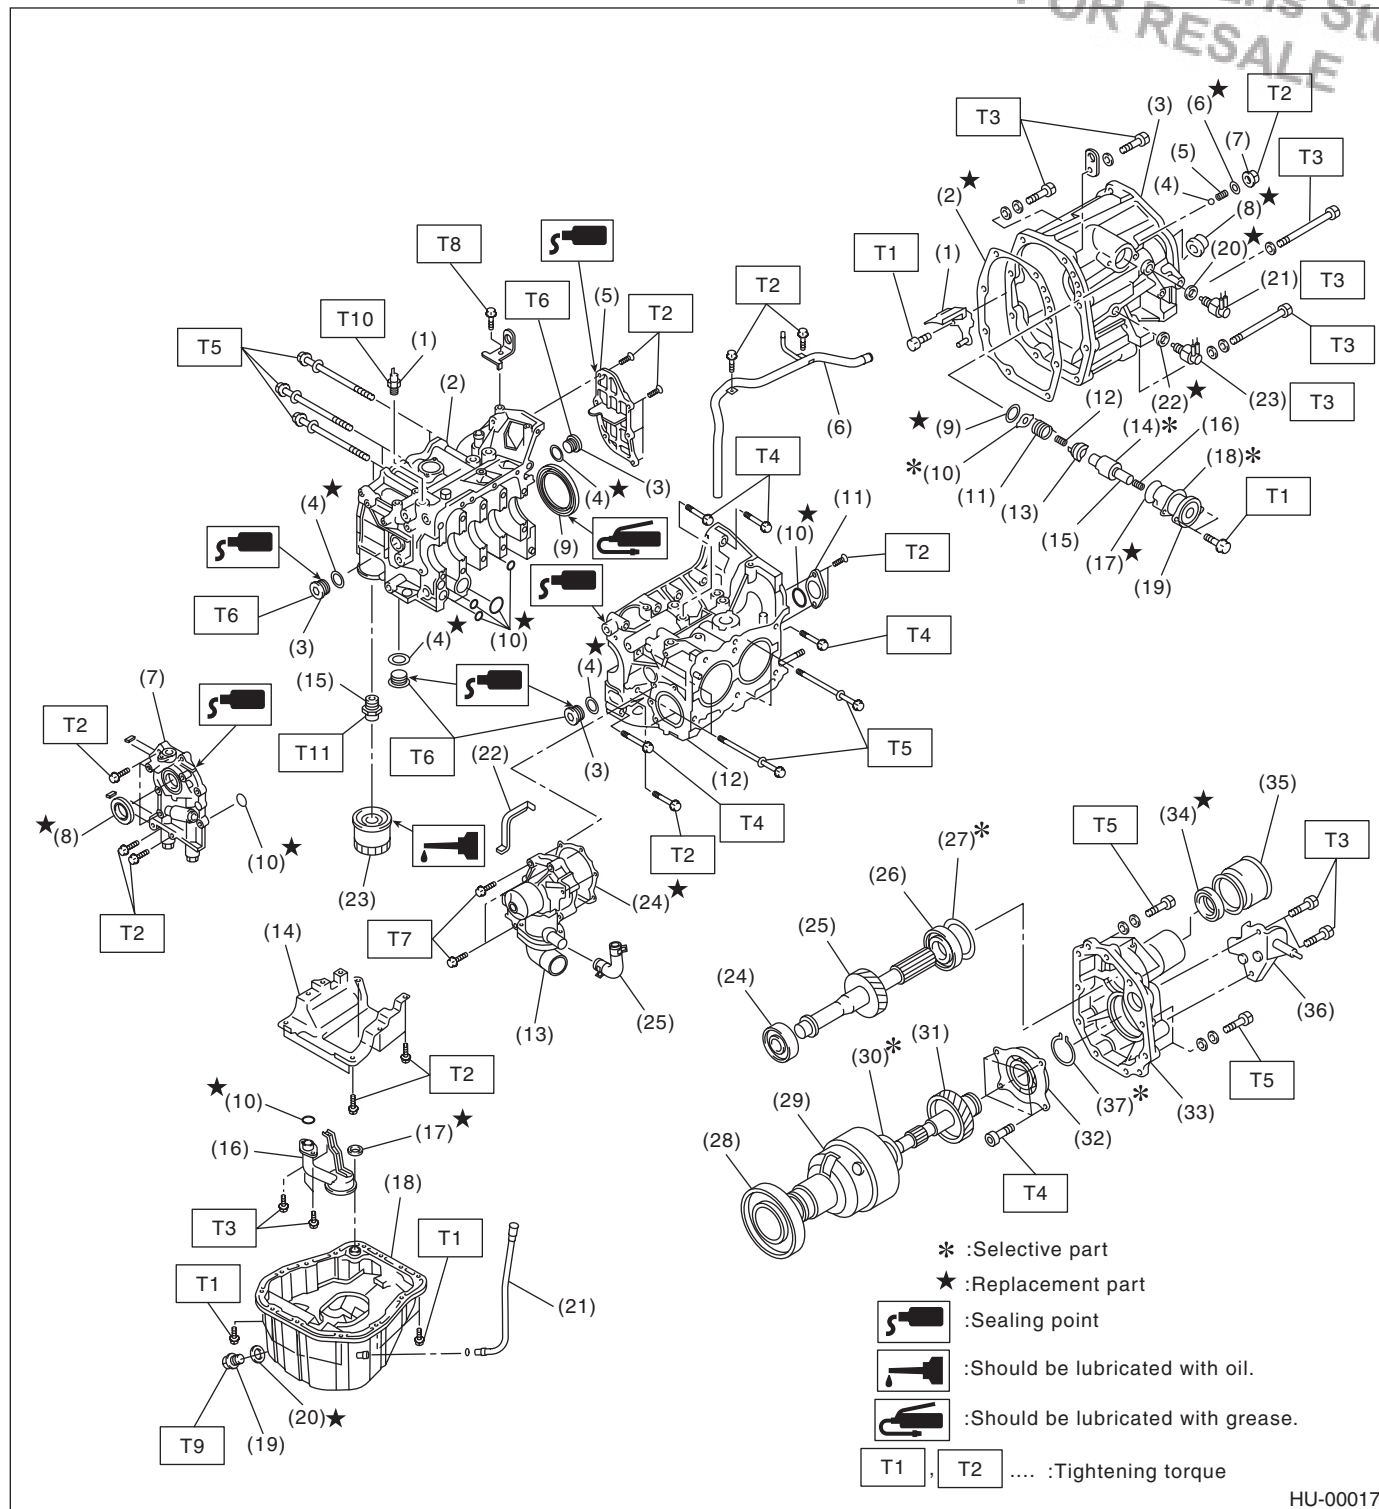 FOR RESALE
T3
(3)
(6)★
T2
(5)
(7)
(4)
T3
(2)★
(8)★
T8
T1
(1)
(20)★
T2
(21)
T3
T6
(5)
T2
T10
(1)
T5
(2)
T3
(12)
(22)★
(23)
T3
★(9)
(14)*
(16)
(6)
*(10)
(18)*
T4
(4)★
(3)
(11)
(13)
T1
(11)
(4)★
(10)★
(15)
(17)★
(9)
T2
(19)
T6
(3)
(10)★
(4)★
T4
(4)★
(7)
(15)
T2
T11
T6
(22)
(3)
(12)
T5
★(8)
(10)★
T4
T2
(35)
(34)★
T5
(27)*
T3
(23)
(24)★
(26)
T2
T7
(14)
(25)
(24)
(36)
(13)
(25)
(31)
(30)*
T2
T5
★(10)
(37)*
(33)
(17)★
(29)
(32)
(16)
(28)
(18)
T4
T3
T1
T1
* :Selective part
★ :Replacement part
(21)
:Sealing point
:Should be lubricated with oil.
(20)★
:Should be lubricated with grease.
T9
(19)
T1 , T2 .... :Tightening torque
HU-00017